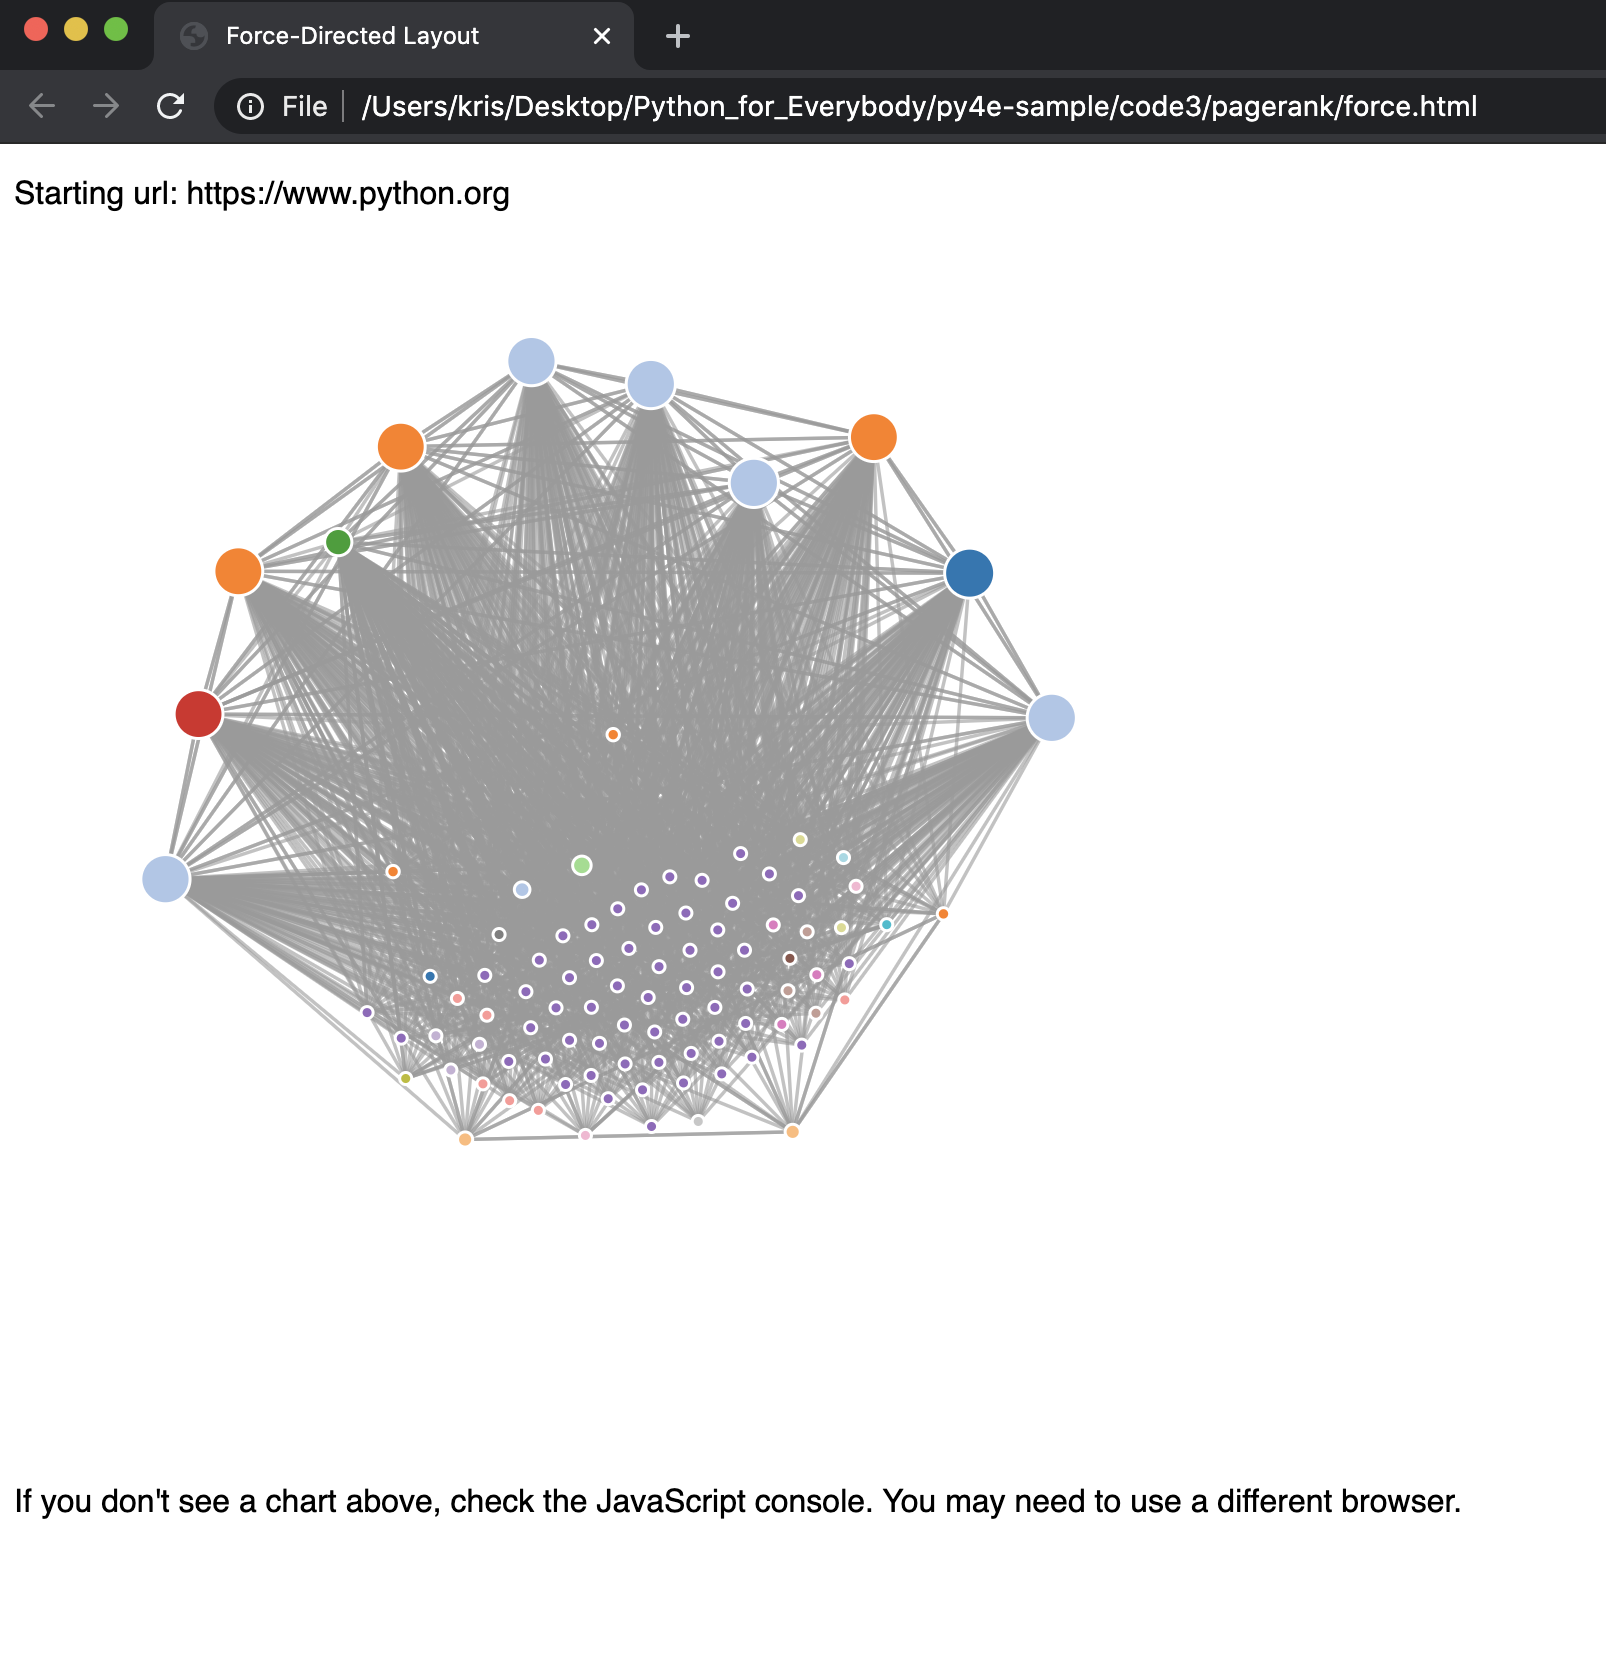 Force-Directed Layout
File /Users/kris/Desktop/Python_for_Everybody/py4e-sample/code3/pagerank/force.html
Starting url: https://www.python.org
If you don't see a chart above, check the JavaScript console. You may need to use a different browser.